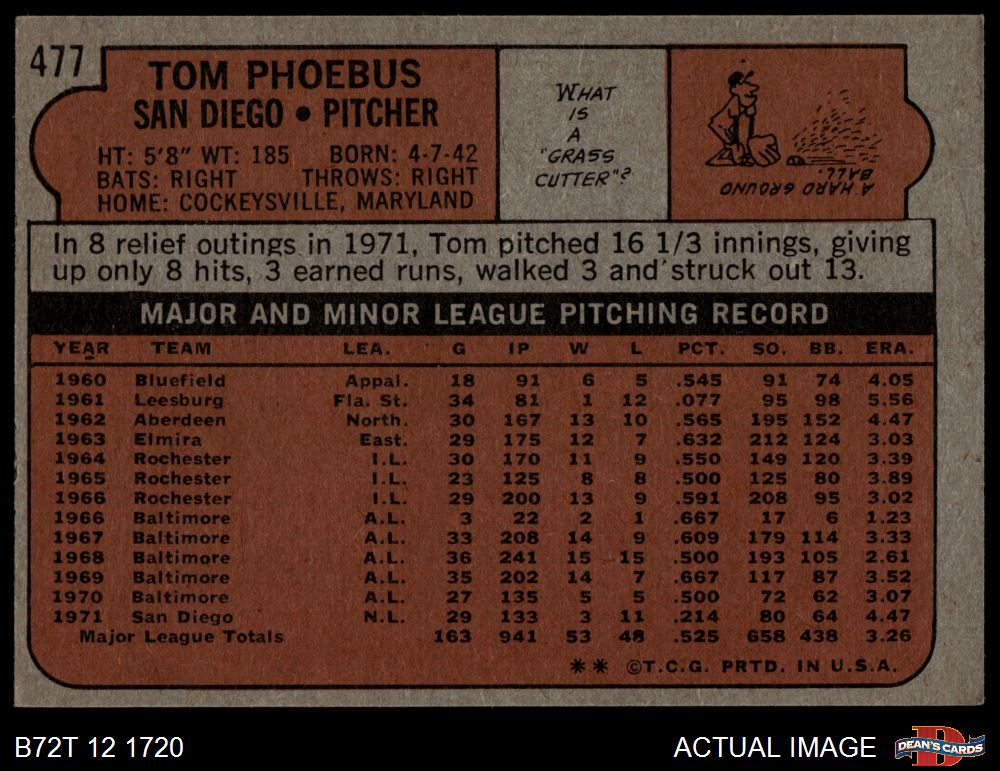 477
TOM PHOEBUS
SAN DIEGO • PITCHER
HT: 5'8" WT: 185 BORN: 4-7-42
BATS: RIGHT THROWS: RIGHT
HOME: COCKEYSVILLE, MARYLAND
WHAT
IS
A
"GRASS
CUTTER"?
A HARD GROUND
BALL.
In 8 relief outings in 1971, Tom pitched 16 1/3 innings, giving
up only 8 hits, 3 earned runs, walked 3 and struck out 13.
MAJOR AND MINOR LEAGUE PITCHING RECORD
YEAR TEAM LEA. G IP W L PCT. SO. BB. ERA.
1960 Bluefield Appal. 18 91 6 5 .545 91 74 4.05
1961 Leesburg Fla. St. 34 81 1 12 .077 95 98 5.56
1962 Aberdeen North. 30 167 13 10 .565 195 152 4.47
1963 Elmira East. 29 175 12 7 .632 212 124 3.03
1964 Rochester I.L. 30 170 11 9 .550 149 120 3.39
1965 Rochester I.L. 23 125 8 8 .500 125 80 3.89
1966 Rochester I.L. 29 200 13 9 .591 208 95 3.02
1966 Baltimore A.L. 3 22 2 1 .667 17 6 1.23
1967 Baltimore A.L. 33 208 14 9 .609 179 114 3.33
1968 Baltimore A.L. 36 241 15 15 .500 193 105 2.61
1969 Baltimore A.L. 35 202 14 7 .667 117 87 3.52
1970 Baltimore A.L. 27 135 5 5 .500 72 62 3.07
1971 San Diego N.L. 29 133 3 11 .214 80 64 4.47
Major League Totals 163 941 53 48 .525 658 438 3.26
** ©T.C.G. PRTD. IN U.S.A.
B72T 12 1720
ACTUAL IMAGE
D
DEAN'S CARDS